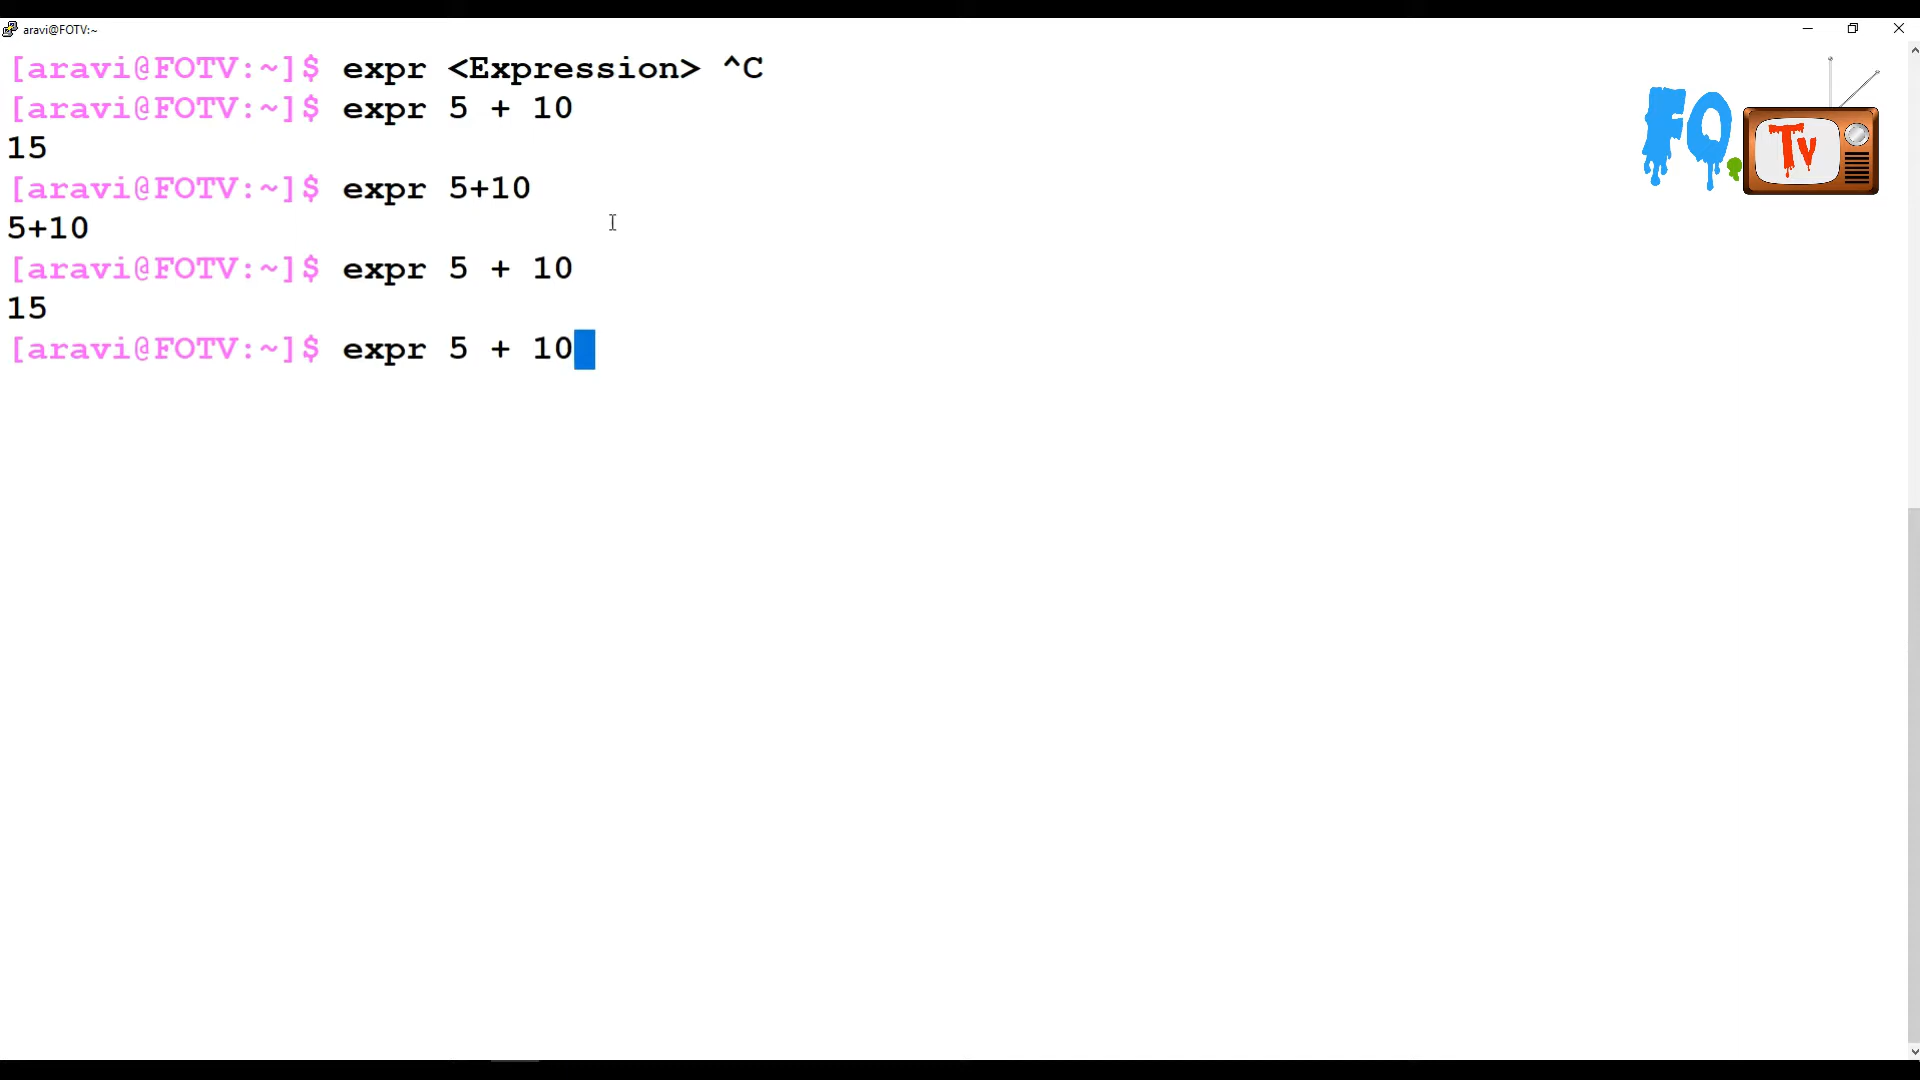 aravi@FOTV:~
[aravi@FOTV:~]$ expr <Expression> ^C
[aravi@FOTV:~]$ expr 5 + 10
15
[aravi@FOTV:~]$ expr 5+10
5+10
[aravi@FOTV:~]$ expr 5 + 10
15
[aravi@FOTV:~]$ expr 5 + 10
FO.
Tv